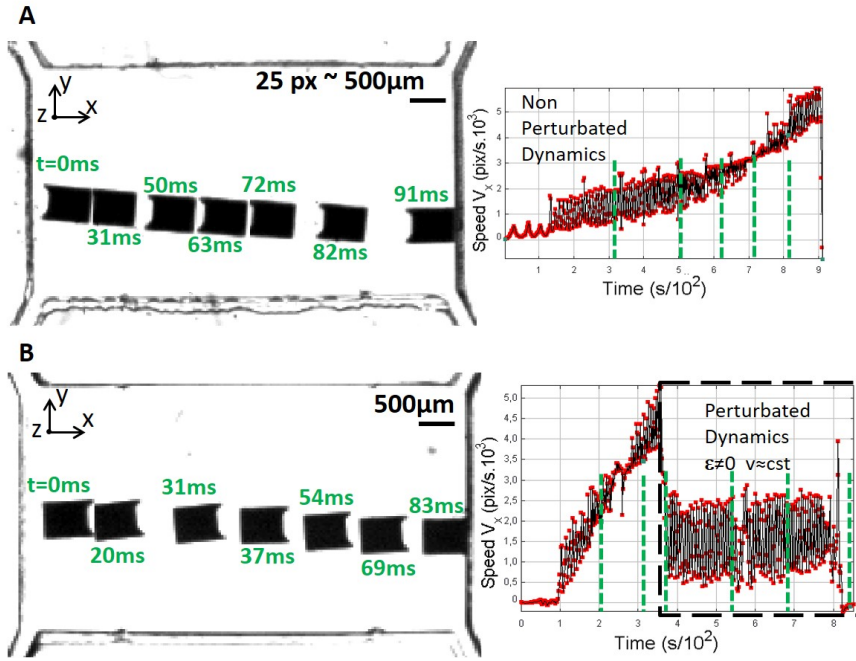 A
y
z x
25 px ~ 500µm
t=0ms
50ms
72ms
91ms
31ms
63ms
82ms
Non
Perturbated
Dynamics
Speed Vx (pix/s.10³)
6
5
4
3
2
1
0
1 2 3 4 5 6 7 8 9
Time (s/10²)
B
y
z x
500µm
t=0ms
31ms
54ms
83ms
20ms
37ms
69ms
Perturbated
Dynamics
ε≠0 v≈cst
Speed Vx (pix/s.10³)
5,0
4,5
4,0
3,5
3,0
2,5
2,0
1,5
1,0
0,5
0,0
0 1 2 3 4 5 6 7 8
Time (s/10²)